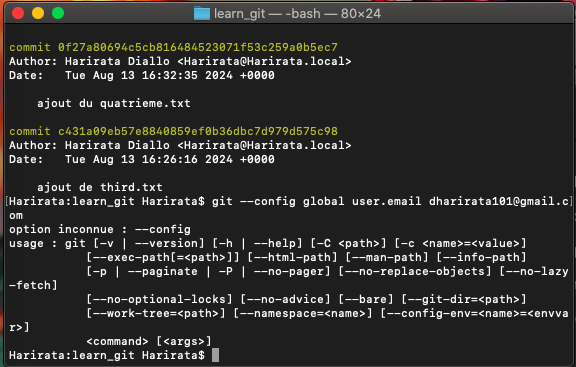 learn_git — -bash — 80×24
commit 0f27a80694c5cb816484523071f53c259a0b5ec7
Author: Harirata Diallo <Harirata@Harirata.local>
Date:   Tue Aug 13 16:32:35 2024 +0000
    ajout du quatrieme.txt
commit c431a09eb57e8840859ef0b36dbc7d979d575c98
Author: Harirata Diallo <Harirata@Harirata.local>
Date:   Tue Aug 13 16:26:16 2024 +0000
    ajout de third.txt
[Harirata:learn_git Harirata$ git --config global user.email dharirata101@gmail.c]
om
option inconnue : --config
usage : git [-v | --version] [-h | --help] [-C <path>] [-c <name>=<value>]
           [--exec-path[=<path>]] [--html-path] [--man-path] [--info-path]
           [-p | --paginate | -P | --no-pager] [--no-replace-objects] [--no-lazy
-fetch]
           [--no-optional-locks] [--no-advice] [--bare] [--git-dir=<path>]
           [--work-tree=<path>] [--namespace=<name>] [--config-env=<name>=<envva
r>]
           <command> [<args>]
Harirata:learn_git Harirata$